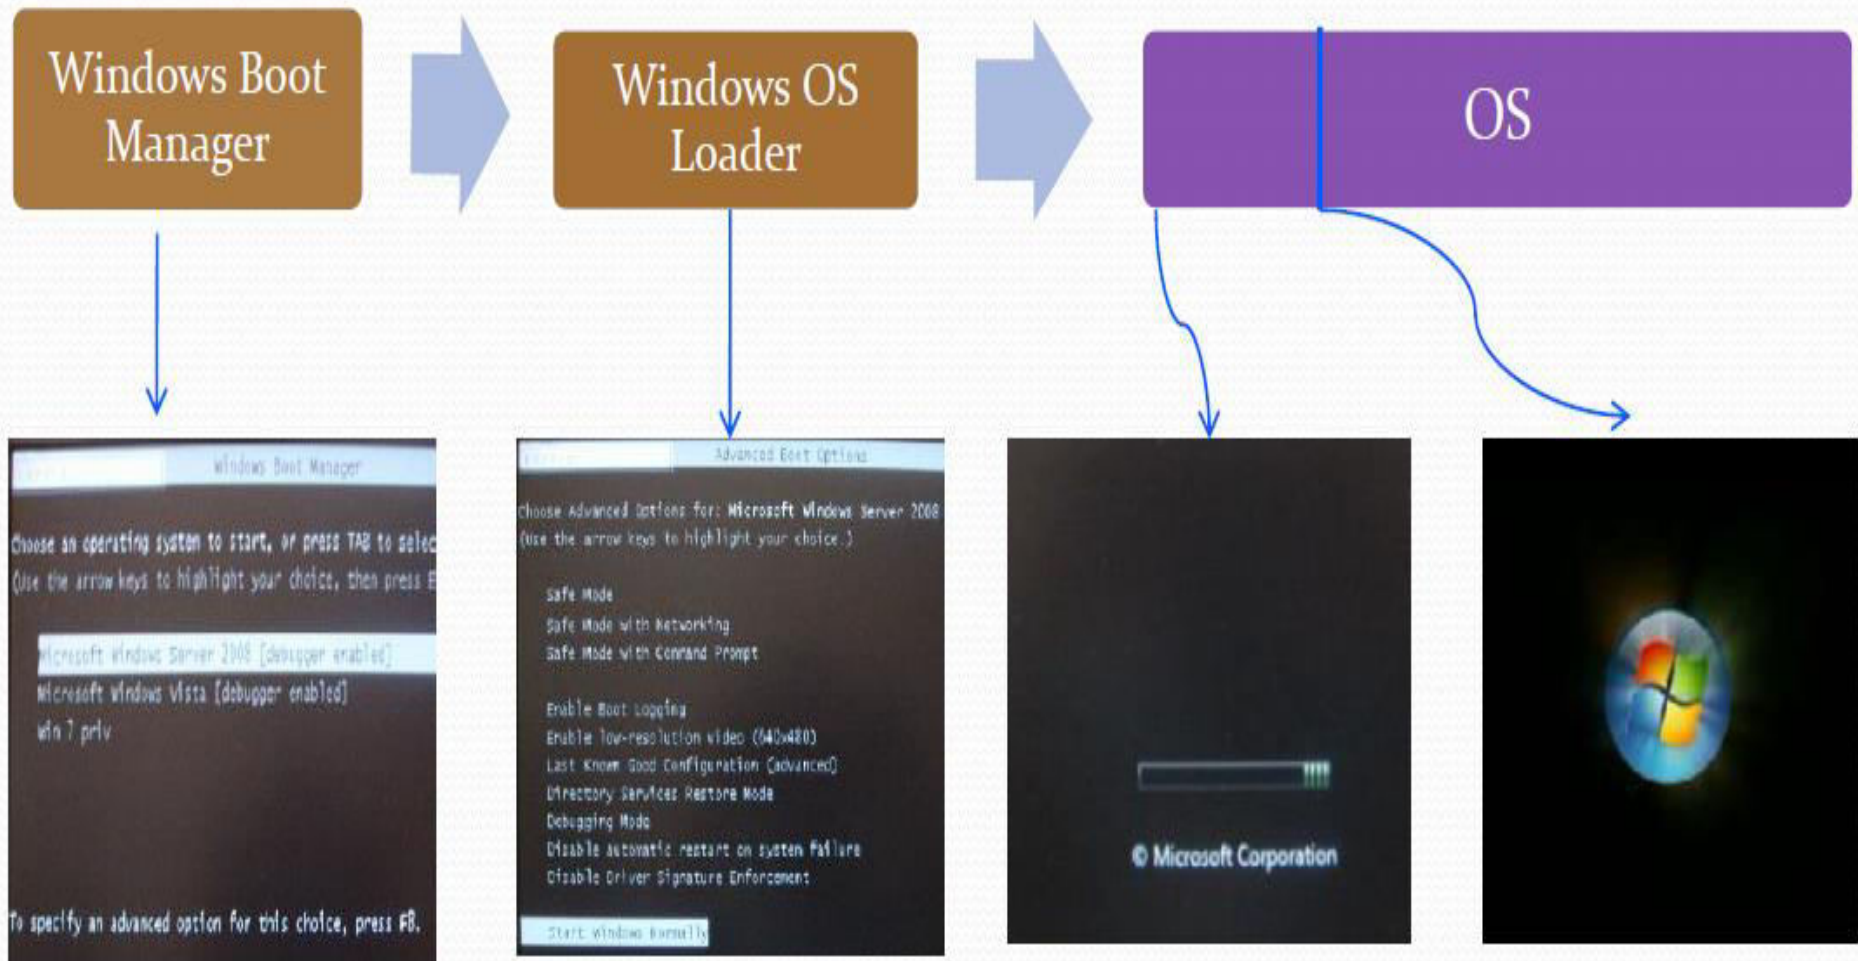 Windows Boot
Manager
Windows OS
Loader
OS
Windows Boot Manager
Choose an operating system to start, or press TAB to selec
(Use the arrow keys to highlight your choice, then press E
Microsoft Windows Server 2008 [debugger enabled]
Microsoft Windows Vista [debugger enabled]
Win 7 priv
To specify an advanced option for this choice, press F8.
Advanced Boot Options
Choose Advanced Options for: Microsoft Windows Server 2008
(Use the arrow keys to highlight your choice.)
Safe Mode
Safe Mode with Networking
Safe Mode with Command Prompt
Enable Boot Logging
Enable low-resolution video (640x480)
Last Known Good Configuration (advanced)
Directory Services Restore Mode
Debugging Mode
Disable automatic restart on system failure
Disable Driver Signature Enforcement
Start Windows Normally
© Microsoft Corporation